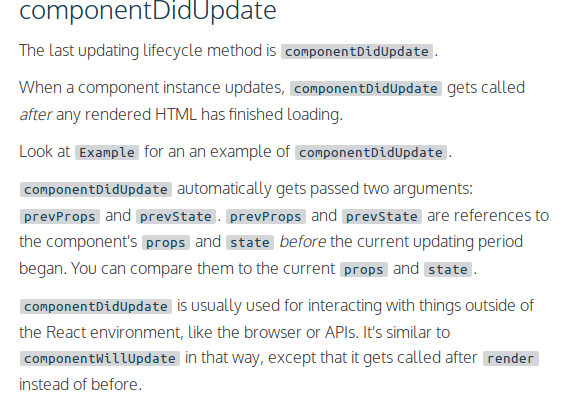 componentDidUpdate
The last updating lifecycle method is componentDidUpdate.
When a component instance updates, componentDidUpdate gets called
after any rendered HTML has finished loading.
Look at Example for an an example of componentDidUpdate.
componentDidUpdate automatically gets passed two arguments:
prevProps and prevState. prevProps and prevState are references to
the component's props and state before the current updating period
began. You can compare them to the current props and state.
componentDidUpdate is usually used for interacting with things outside of
the React environment, like the browser or APIs. It's similar to
componentWillUpdate in that way, except that it gets called after render
instead of before.